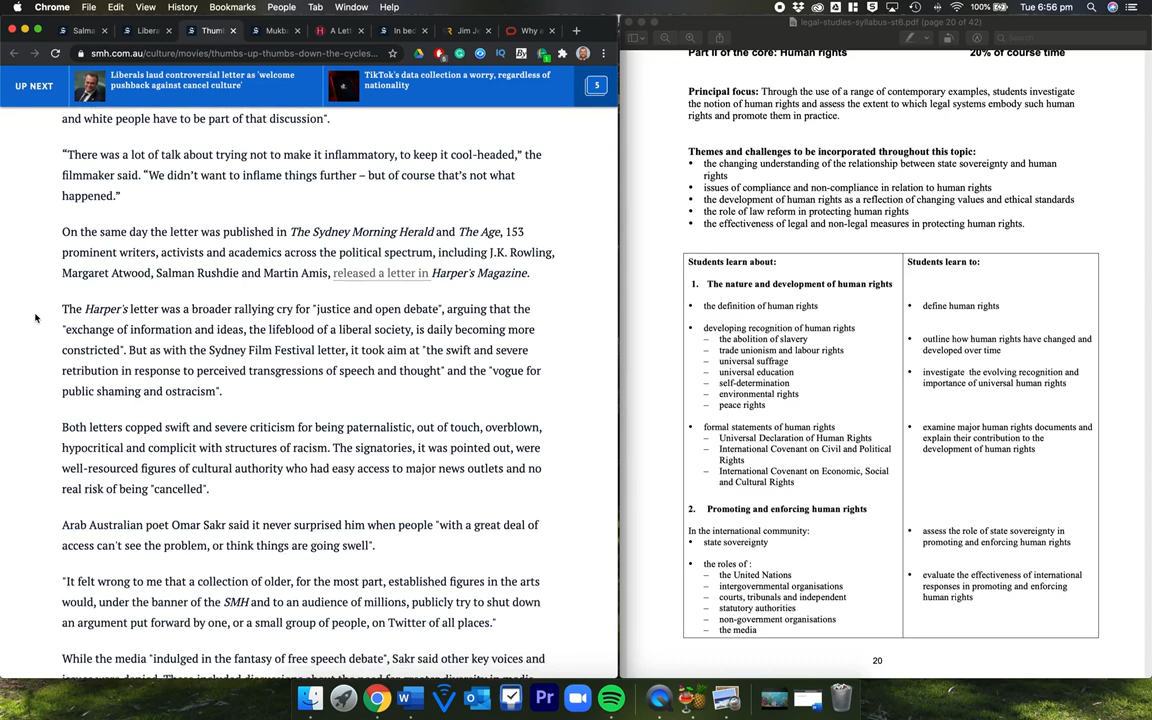 Chrome File Edit View History Bookmarks People Tab Window Help
100% Tue 6:56 pm
Salma
Libera
Thumb
Mukba
A Lett
In bed
Jim Je
Why a
smh.com.au/culture/movies/thumbs-up-thumbs-down-the-cycles...
UP NEXT
Liberals laud controversial letter as 'welcome
pushback against cancel culture'
TikTok's data collection a worry, regardless of
nationality
5
and white people have to be part of that discussion".
“There was a lot of talk about trying not to make it inflammatory, to keep it cool-headed,” the
filmmaker said. “We didn’t want to inflame things further – but of course that’s not what
happened.”
On the same day the letter was published in The Sydney Morning Herald and The Age, 153
prominent writers, activists and academics across the political spectrum, including J.K. Rowling,
Margaret Atwood, Salman Rushdie and Martin Amis, released a letter in Harper's Magazine.
The Harper's letter was a broader rallying cry for "justice and open debate", arguing that the
"exchange of information and ideas, the lifeblood of a liberal society, is daily becoming more
constricted". But as with the Sydney Film Festival letter, it took aim at "the swift and severe
retribution in response to perceived transgressions of speech and thought" and the "vogue for
public shaming and ostracism".
Both letters copped swift and severe criticism for being paternalistic, out of touch, overblown,
hypocritical and complicit with structures of racism. The signatories, it was pointed out, were
well-resourced figures of cultural authority who had easy access to major news outlets and no
real risk of being "cancelled".
Arab Australian poet Omar Sakr said it never surprised him when people "with a great deal of
access can't see the problem, or think things are going swell".
"It felt wrong to me that a collection of older, for the most part, established figures in the arts
would, under the banner of the SMH and to an audience of millions, publicly try to shut down
an argument put forward by one, or a small group of people, on Twitter of all places."
While the media "indulged in the fantasy of free speech debate", Sakr said other key voices and
legal-studies-syllabus-st6.pdf (page 20 of 42)
Search
Part II of the core: Human rights 20% of course time
Principal focus: Through the use of a range of contemporary examples, students investigate
the notion of human rights and assess the extent to which legal systems embody such human
rights and promote them in practice.
Themes and challenges to be incorporated throughout this topic:
• the changing understanding of the relationship between state sovereignty and human
rights
• issues of compliance and non-compliance in relation to human rights
• the development of human rights as a reflection of changing values and ethical standards
• the role of law reform in protecting human rights
• the effectiveness of legal and non-legal measures in protecting human rights.
Students learn about:
1. The nature and development of human rights
• the definition of human rights
• developing recognition of human rights
– the abolition of slavery
– trade unionism and labour rights
– universal suffrage
– universal education
– self-determination
– environmental rights
– peace rights
• formal statements of human rights
– Universal Declaration of Human Rights
– International Covenant on Civil and Political
Rights
– International Covenant on Economic, Social
and Cultural Rights
2. Promoting and enforcing human rights
In the international community:
• state sovereignty
• the roles of :
– the United Nations
– intergovernmental organisations
– courts, tribunals and independent
– statutory authorities
– non-government organisations
– the media
Students learn to:
• define human rights
• outline how human rights have changed and
developed over time
• investigate the evolving recognition and
importance of universal human rights
• examine major human rights documents and
explain their contribution to the
development of human rights
• assess the role of state sovereignty in
promoting and enforcing human rights
• evaluate the effectiveness of international
responses in promoting and enforcing
human rights
20